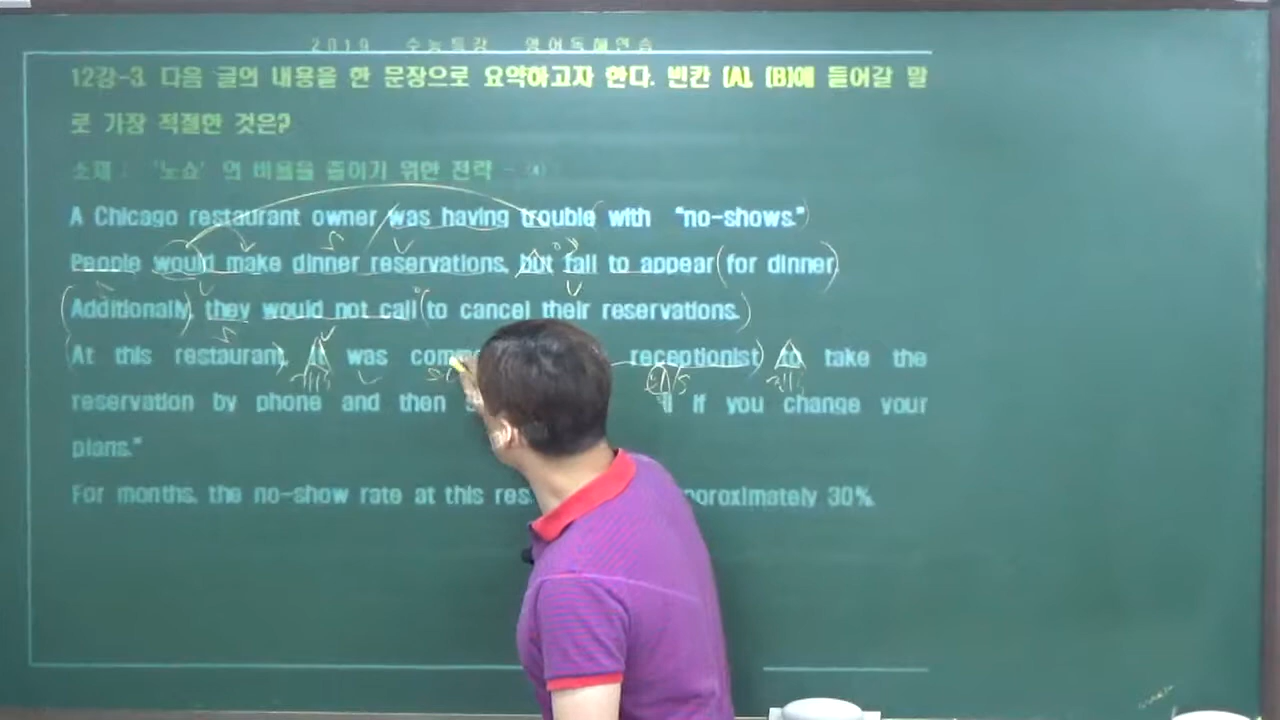 2019 수능특강 영어독해연습
12강-3. 다음 글의 내용을 한 문장으로 요약하고자 한다. 빈칸 (A), (B)에 들어갈 말
로 가장 적절한 것은?
소재 : '노쇼'의 비율을 줄이기 위한 전략
A Chicago restaurant owner was having trouble with "no-shows."
People would make dinner reservations, but fail to appear for dinner.
Additionally, they would not call to cancel their reservations.
At this restaurant, it was receptionist to take the
reservation by phone and then if you change your
plans."
For months, the no-show rate at this 30%.